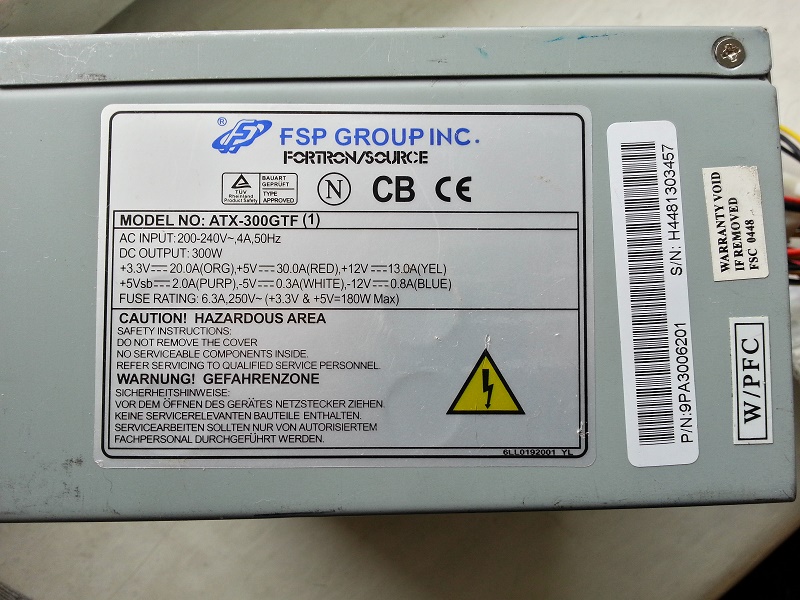 ® FSP GROUP INC.
FORTRON/SOURCE
TÜV Rheinland Product Safety
BAUART GEPRÜFT
TYPE APPROVED
N CB CE
MODEL NO: ATX-300GTF (1)
AC INPUT: 200-240V~,4A,50Hz
DC OUTPUT: 300W
+3.3V⎓20.0A(ORG),+5V⎓30.0A(RED),+12V⎓13.0A(YEL)
+5Vsb⎓2.0A(PURP),-5V⎓0.3A(WHITE),-12V⎓0.8A(BLUE)
FUSE RATING: 6.3A,250V~ (+3.3V & +5V=180W Max)
CAUTION! HAZARDOUS AREA
SAFETY INSTRUCTIONS:
DO NOT REMOVE THE COVER
NO SERVICEABLE COMPONENTS INSIDE.
REFER SERVICING TO QUALIFIED SERVICE PERSONNEL.
WARNUNG! GEFAHRENZONE
SICHERHEITSHINWEISE:
VOR DEM ÖFFNEN DES GERÄTES NETZSTECKER ZIEHEN
KEINE SERVICERELEVANTEN BAUTEILE ENTHALTEN.
SERVICEARBEITEN SOLLTEN NUR VON AUTORISIERTEM
FACHPERSONAL DURCHGEFÜHRT WERDEN.
6LL0192001 YL
S/N: H4481303457
P/N:9PA3006201
WARRANTY VOID
IF REMOVED
FSC 0448
W/PFC